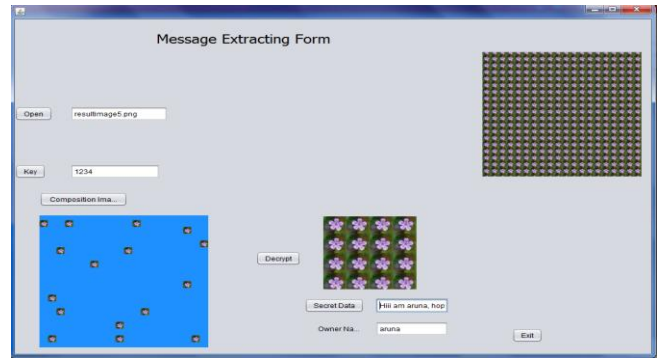 Message Extracting Form
Open
resultimage5.png
Key
1234
Composition Ima...
Decrypt
Secret Data
Hiii am aruna, hop
Owner Na...
aruna
Exit